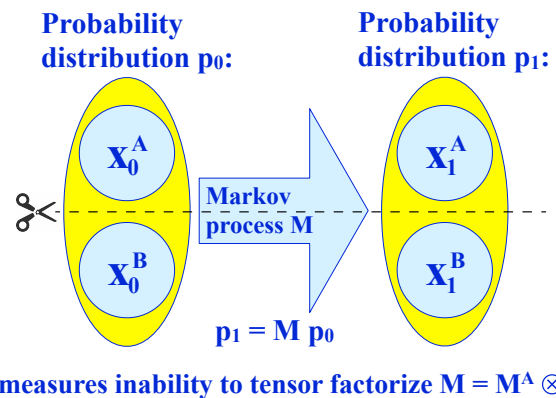 Probability
distribution p₀:
Probability
distribution p₁:
x₀ᴬ
x₁ᴬ
Markov
process M
x₀ᴮ
x₁ᴮ
p₁ = M p₀
measures inability to tensor factorize M = Mᴬ ⊗